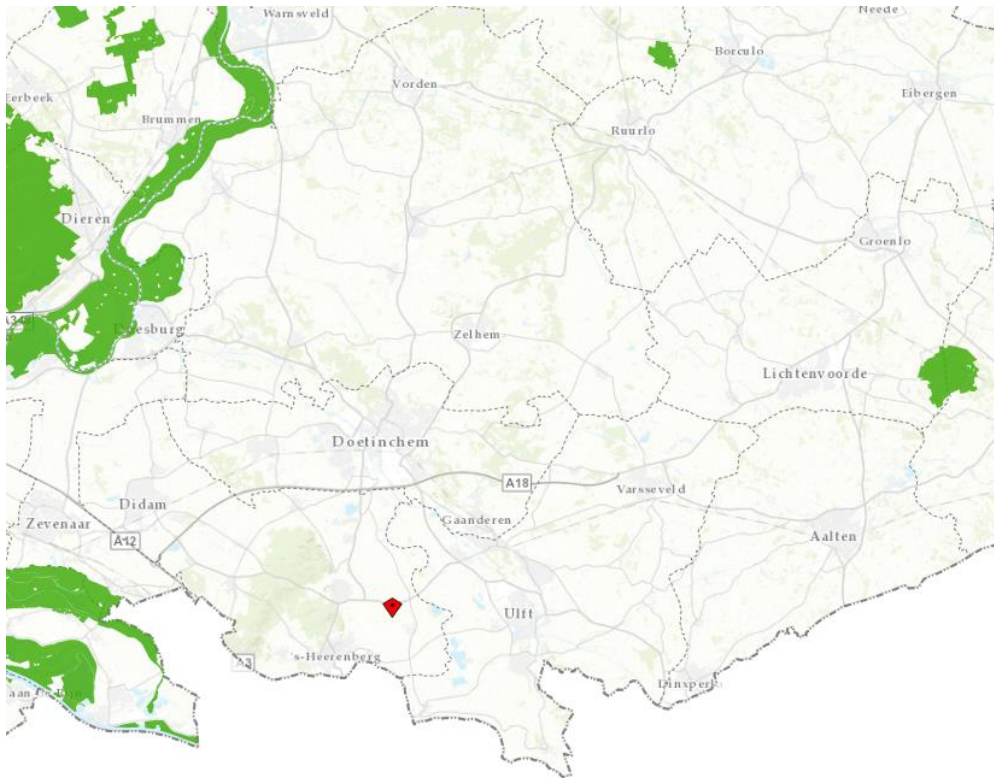 Warnsveld
Neede
Borculo
Vorden
Eibergen
Brummen
Ruurlo
Dieren
Groenlo
Zelhem
Lichtenvoorde
Doetinchem
A18
Varsseveld
Didam
Zevenaar
Gaanderen
A12
Aalten
Ulft
's-Heerenberg
A3